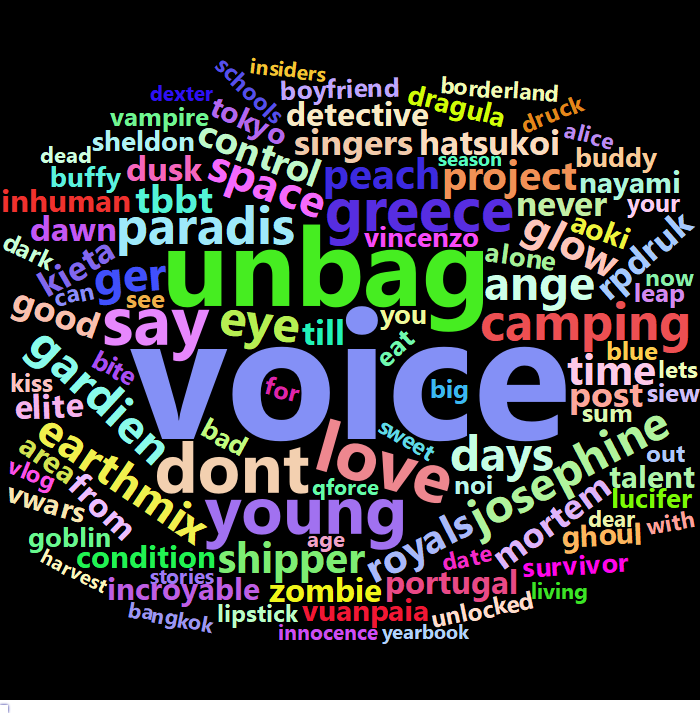 insiders
schools
boyfriend
borderland
dexter
dragula
druck
vampire
tokyo
detective
alice
sheldon
control
singers
hatsukoi
dead
season
buddy
buffy
dusk
space
peach
project
nayami
inhuman
tbbt
greece
never
your
dawn
paradis
vincenzo
glow
aoki
rpdruk
dark
kieta
ger
unbag
alone
now
can
see
ange
leap
good
say
eye
till
you
camping
eat
blue
gardien
bite
voice
time
lets
kiss
for
big
post
siew
elite
sum
earthmix
bad
love
sweet
days
josephine
out
area
dont
noi
talent
vlog
from
qforce
lucifer
vwars
young
royals
mortem
dear
with
goblin
age
ghoul
condition
shipper
date
survivor
harvest
stories
incroyable
zombie
portugal
living
bangkok
lipstick
vuanpaia
unlocked
innocence
yearbook